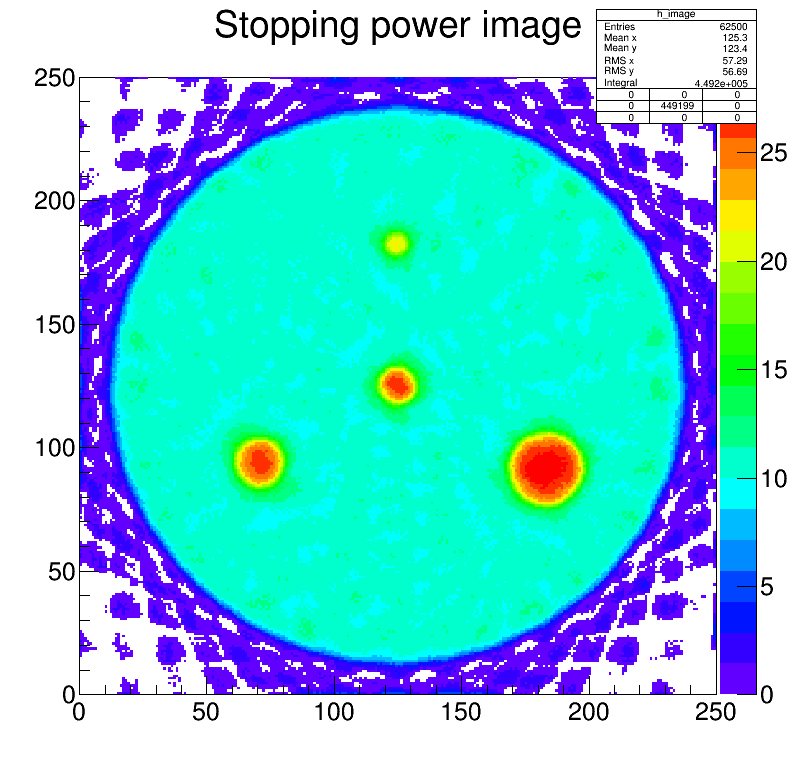 Stopping power image
h_image
Entries 62500
Mean x 125.3
Mean y 123.4
RMS x 57.29
RMS y 56.69
Integral 4.492e+005
0 0 0
0 449199 0
0 0 0
250
200
150
100
50
0
0 50 100 150 200 250
25
20
15
10
5
0